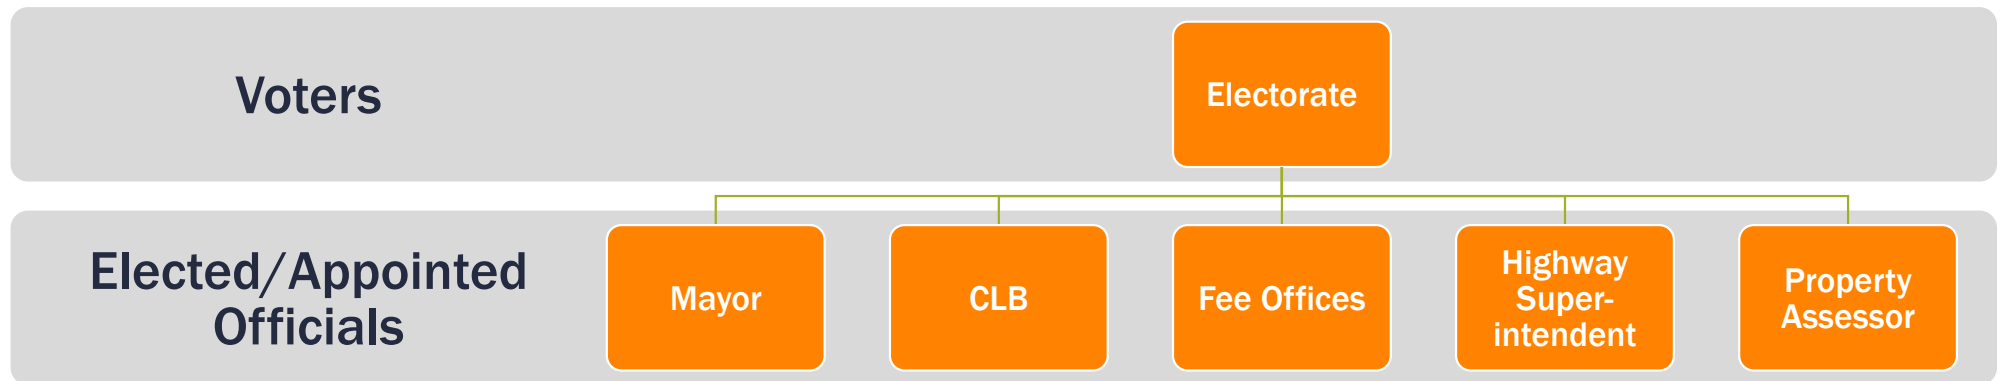 Voters
Electorate
Elected/Appointed
Officials
Mayor
CLB
Fee Offices
Highway
Super-
intendent
Property
Assessor